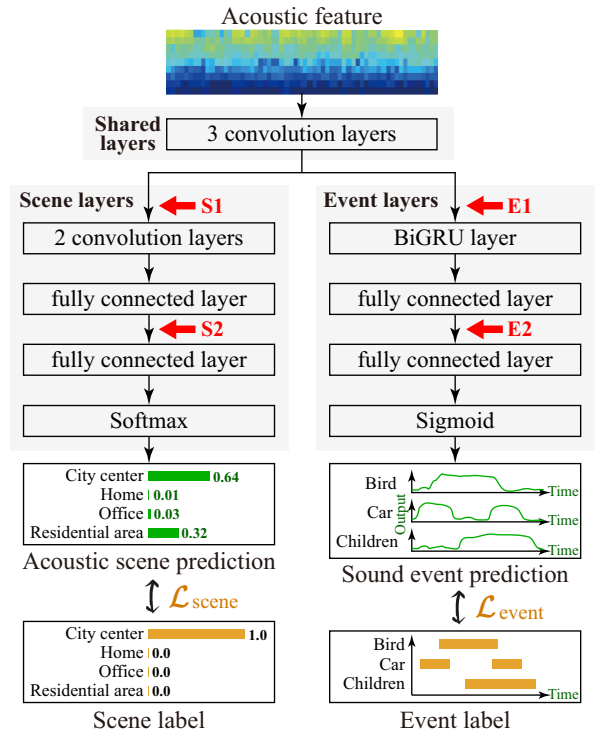 Acoustic feature
Shared
layers
3 convolution layers
Scene layers
S1
2 convolution layers
fully connected layer
S2
fully connected layer
Softmax
City center 0.64
Home 0.01
Office 0.03
Residential area 0.32
Acoustic scene prediction
ℒscene
City center 1.0
Home 0.0
Office 0.0
Residential area 0.0
Scene label
Event layers
E1
BiGRU layer
fully connected layer
E2
fully connected layer
Sigmoid
Output
Bird Time
Car Time
Children Time
Sound event prediction
ℒevent
Bird
Car
Children
Time
Event label